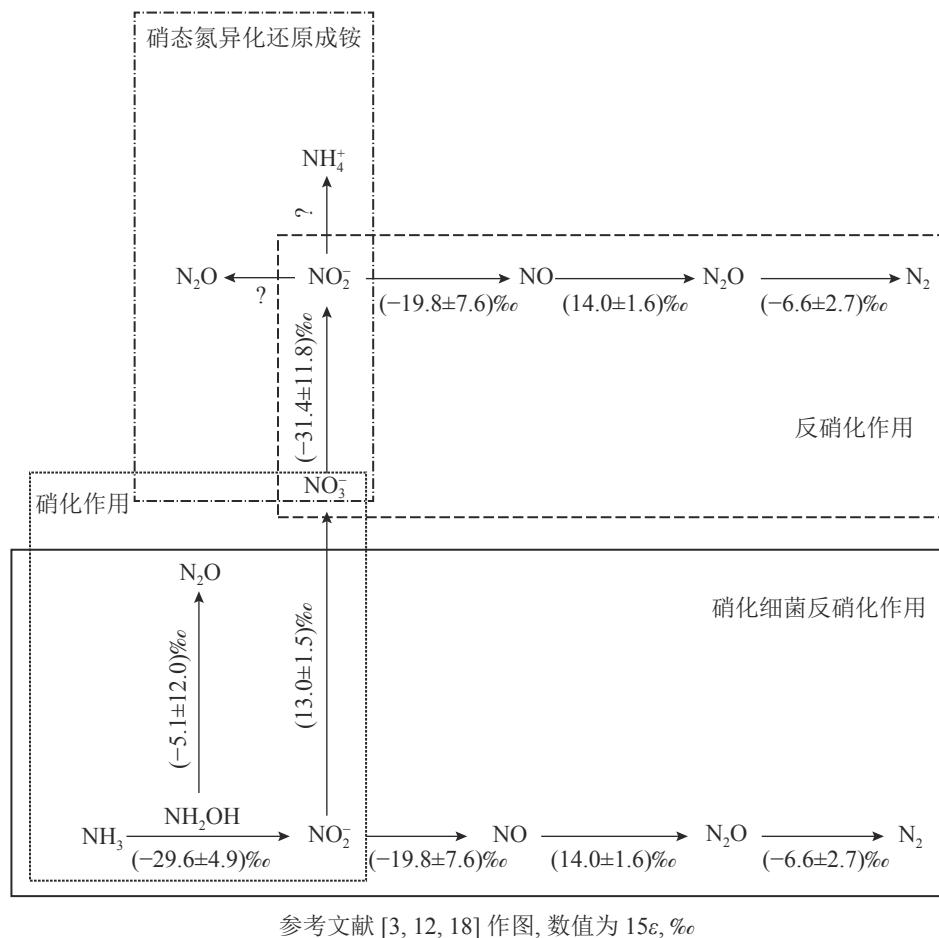 硝态氮异化还原成铵
NH₄⁺
?
N₂O
?
NO₂⁻
(−19.8±7.6)‰
NO
(14.0±1.6)‰
N₂O
(−6.6±2.7)‰
N₂
(−31.4±11.8)‰
反硝化作用
NO₃⁻
硝化作用
N₂O
硝化细菌反硝化作用
(−5.1±12.0)‰
(13.0±1.5)‰
NH₂OH
NH₃
(−29.6±4.9)‰
NO₂⁻
(−19.8±7.6)‰
NO
(14.0±1.6)‰
N₂O
(−6.6±2.7)‰
N₂
参考文献 [3, 12, 18] 作图, 数值为 15ε, ‰